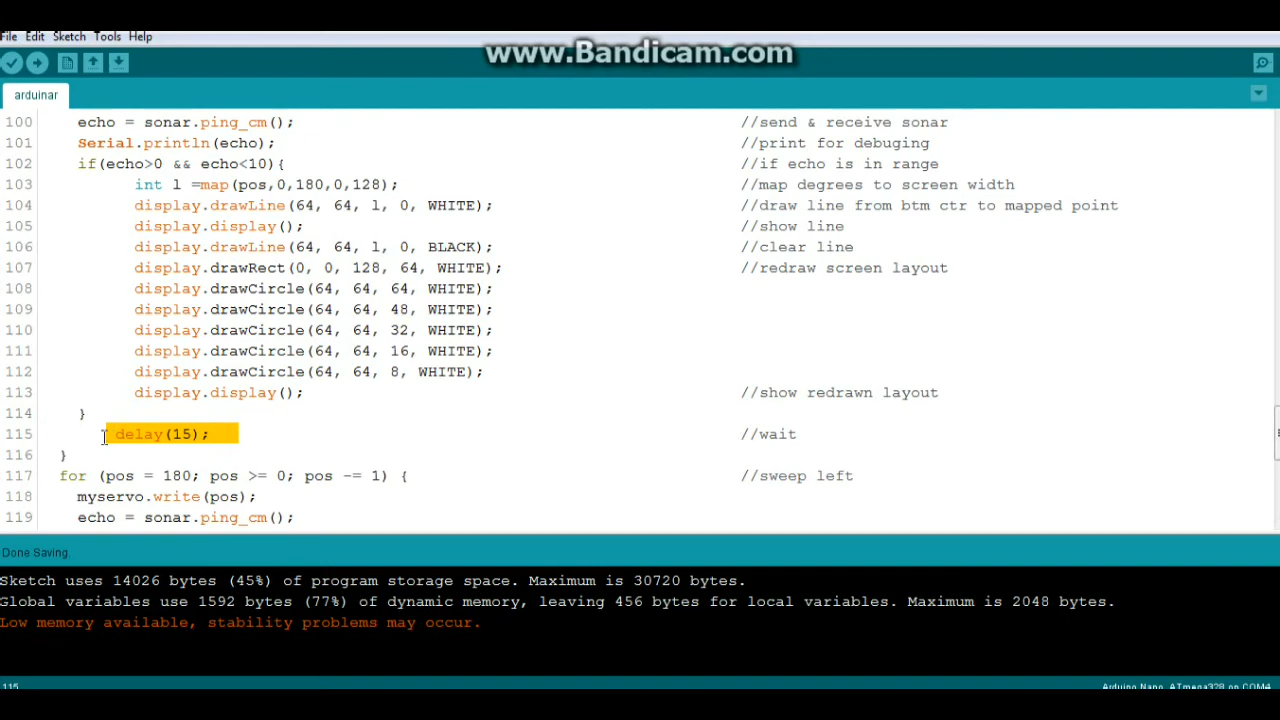 www.Bandicam.com
File Edit Sketch Tools Help
arduinar
100 echo = sonar.ping_cm(); //send & receive sonar
101 Serial.println(echo); //print for debuging
102 if(echo>0 && echo<10){ //if echo is in range
103 int l =map(pos,0,180,0,128); //map degrees to screen width
104 display.drawLine(64, 64, l, 0, WHITE); //draw line from btm ctr to mapped point
105 display.display(); //show line
106 display.drawLine(64, 64, l, 0, BLACK); //clear line
107 display.drawRect(0, 0, 128, 64, WHITE); //redraw screen layout
108 display.drawCircle(64, 64, 64, WHITE);
109 display.drawCircle(64, 64, 48, WHITE);
110 display.drawCircle(64, 64, 32, WHITE);
111 display.drawCircle(64, 64, 16, WHITE);
112 display.drawCircle(64, 64, 8, WHITE);
113 display.display(); //show redrawn layout
114 }
115 delay(15); //wait
116 }
117 for (pos = 180; pos >= 0; pos -= 1) { //sweep left
118 myservo.write(pos);
119 echo = sonar.ping_cm();
Done Saving.
Sketch uses 14026 bytes (45%) of program storage space. Maximum is 30720 bytes.
Global variables use 1592 bytes (77%) of dynamic memory, leaving 456 bytes for local variables. Maximum is 2048 bytes.
Low memory available, stability problems may occur.
115 Arduino Nano, ATmega328 on COM4